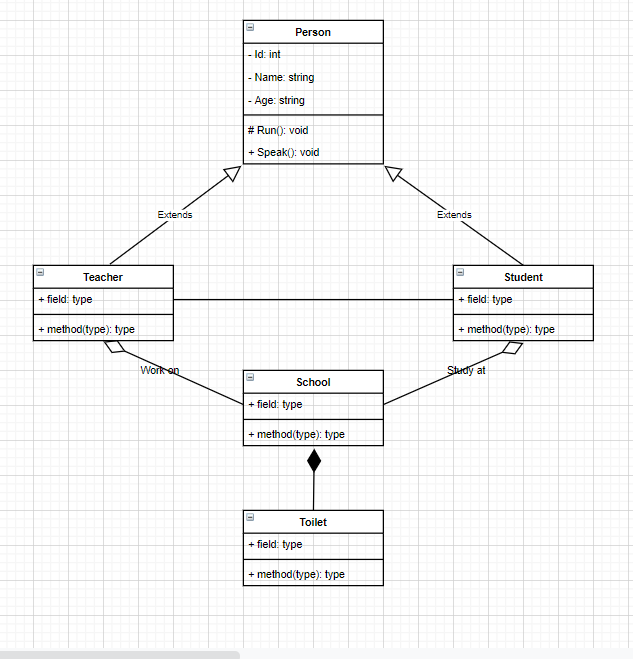 Person
- Id: int
- Name: string
- Age: string
# Run(): void
+ Speak(): void
Extends
Extends
Teacher
+ field: type
+ method(type): type
Student
+ field: type
+ method(type): type
Work on
Study at
School
+ field: type
+ method(type): type
Toilet
+ field: type
+ method(type): type